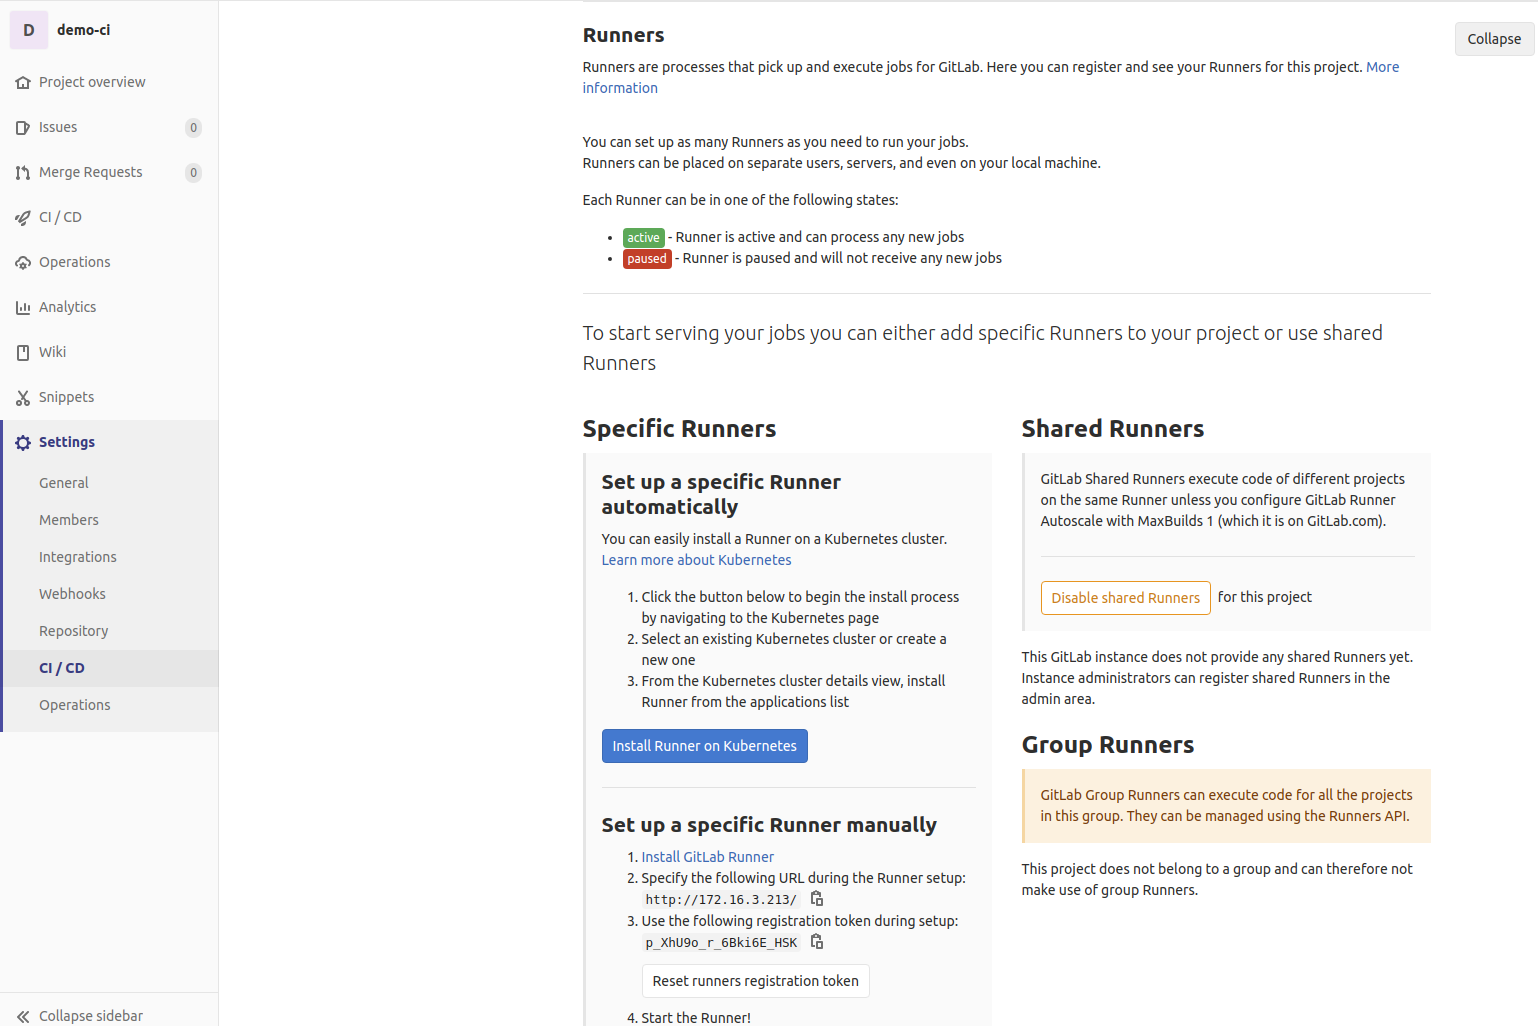 D demo-ci
Project overview
Issues 0
Merge Requests 0
CI / CD
Operations
Analytics
Wiki
Snippets
Settings
General
Members
Integrations
Webhooks
Repository
CI / CD
Operations
Collapse sidebar
Runners
Collapse
Runners are processes that pick up and execute jobs for GitLab. Here you can register and see your Runners for this project. More
information
You can set up as many Runners as you need to run your jobs.
Runners can be placed on separate users, servers, and even on your local machine.
Each Runner can be in one of the following states:
• active - Runner is active and can process any new jobs
• paused - Runner is paused and will not receive any new jobs
To start serving your jobs you can either add specific Runners to your project or use shared
Runners
Specific Runners
Set up a specific Runner
automatically
You can easily install a Runner on a Kubernetes cluster.
Learn more about Kubernetes
1. Click the button below to begin the install process
by navigating to the Kubernetes page
2. Select an existing Kubernetes cluster or create a
new one
3. From the Kubernetes cluster details view, install
Runner from the applications list
Install Runner on Kubernetes
Set up a specific Runner manually
1. Install GitLab Runner
2. Specify the following URL during the Runner setup:
http://172.16.3.213/
3. Use the following registration token during setup:
p_XhU9o_r_6Bki6E_HSK
Reset runners registration token
4. Start the Runner!
Shared Runners
GitLab Shared Runners execute code of different projects
on the same Runner unless you configure GitLab Runner
Autoscale with MaxBuilds 1 (which it is on GitLab.com).
Disable shared Runners for this project
This GitLab instance does not provide any shared Runners yet.
Instance administrators can register shared Runners in the
admin area.
Group Runners
GitLab Group Runners can execute code for all the projects
in this group. They can be managed using the Runners API.
This project does not belong to a group and can therefore not
make use of group Runners.